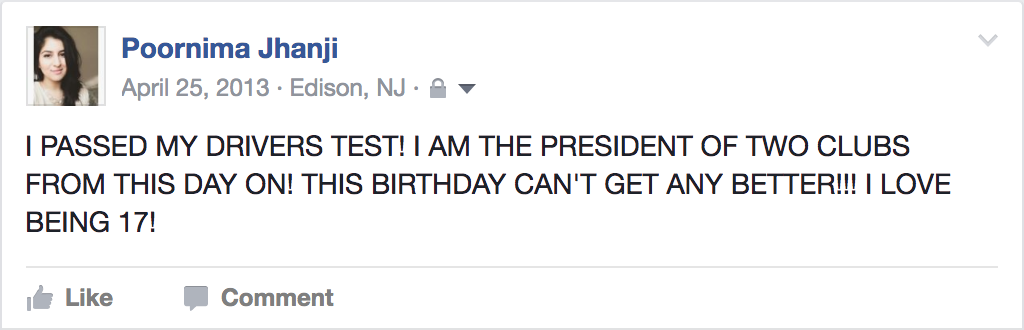 Poornima Jhanji
April 25, 2013 · Edison, NJ ·
I PASSED MY DRIVERS TEST! I AM THE PRESIDENT OF TWO CLUBS
FROM THIS DAY ON! THIS BIRTHDAY CAN'T GET ANY BETTER!!! I LOVE
BEING 17!
Like Comment